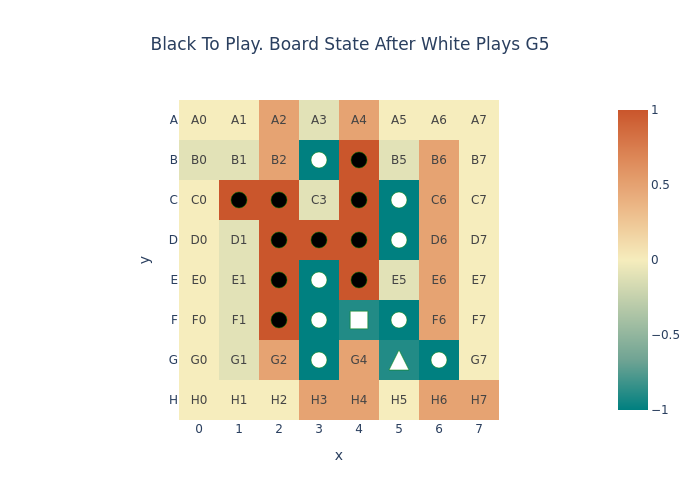 Black To Play. Board State After White Plays G5
A A0 A1 A2 A3 A4 A5 A6 A7
B B0 B1 B2 B5 B6 B7
C C0 C3 C6 C7
D D0 D1 D6 D7
E E0 E1 E5 E6 E7
F F0 F1 F6 F7
G G0 G1 G2 G4 G7
H H0 H1 H2 H3 H4 H5 H6 H7
0 1 2 3 4 5 6 7
x
y
1
0.5
0
−0.5
−1